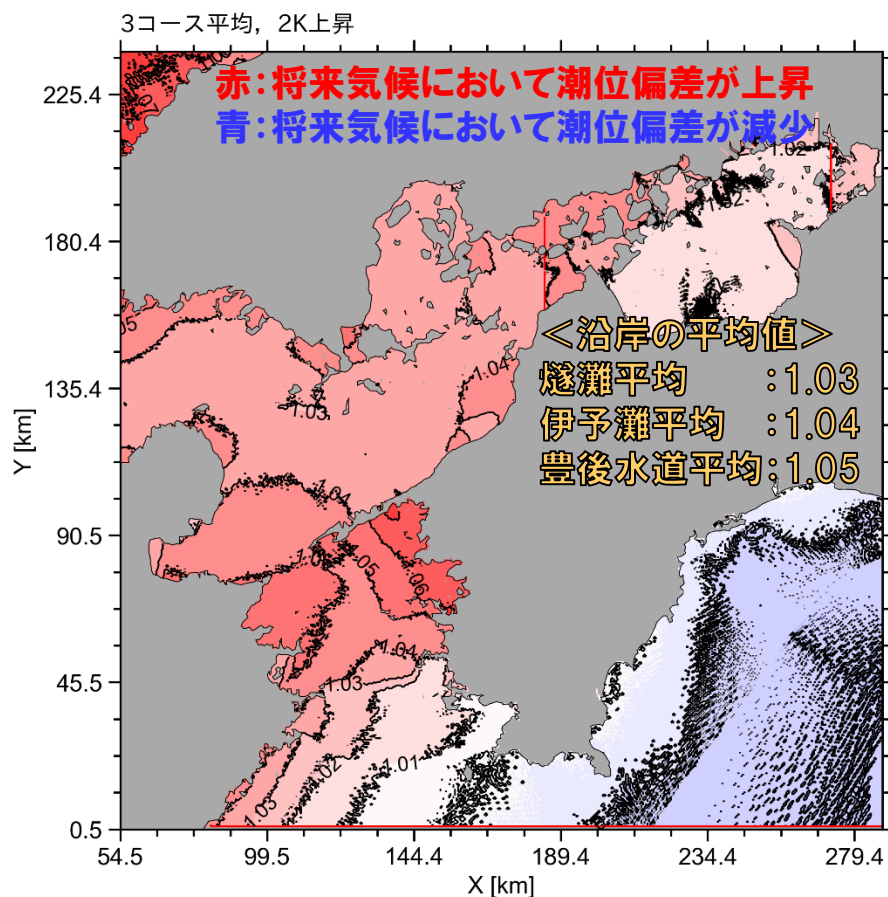 3コース平均，2K上昇
赤：将来気候において潮位偏差が上昇
青：将来気候において潮位偏差が減少
225.4
180.4
135.4
90.5
45.5
0.5
Y [km]
1.02
1.02
05
1.03
1.04
1.04
05
06
1.04
1.03
1.02
1.01
1.03
＜沿岸の平均値＞
燧灘平均　　：1.03
伊予灘平均　：1.04
豊後水道平均：1.05
54.5
99.5
144.4
189.4
234.4
279.4
X [km]